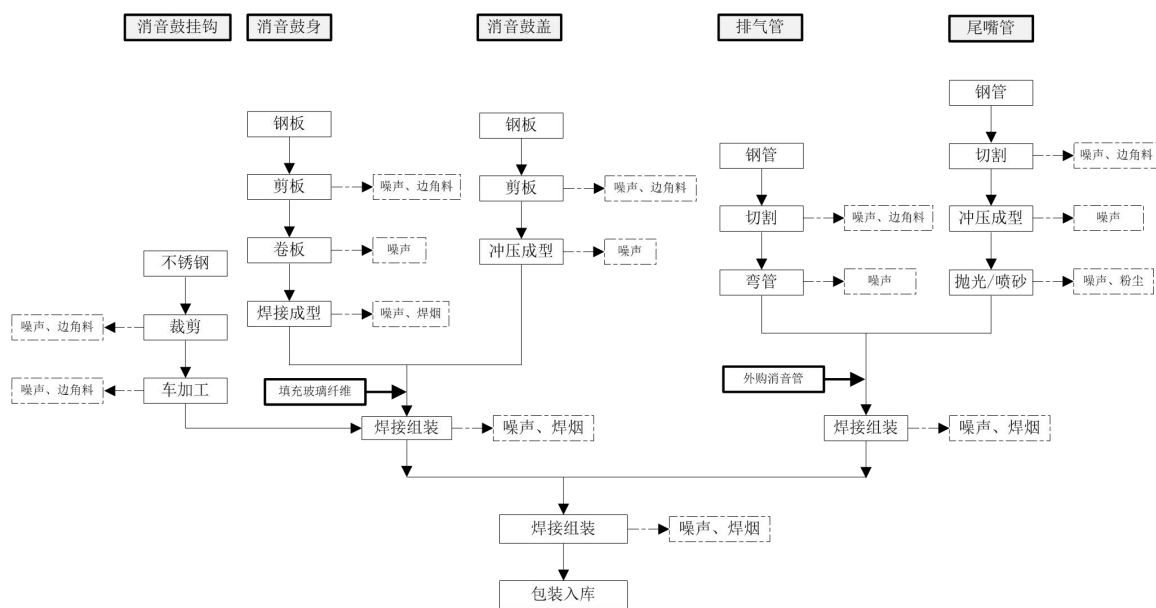 消音鼓挂钩
消音鼓身
消音鼓盖
排气管
尾嘴管
钢管
钢板
钢板
钢管
切割
噪声、边角料
剪板
噪声、边角料
剪板
噪声、边角料
切割
噪声、边角料
冲压成型
噪声
卷板
噪声
冲压成型
噪声
不锈钢
弯管
噪声
抛光/喷砂
噪声、粉尘
焊接成型
噪声、焊烟
噪声、边角料
裁剪
噪声、边角料
车加工
填充玻璃纤维
外购消音管
焊接组装
噪声、焊烟
焊接组装
噪声、焊烟
焊接组装
噪声、焊烟
包装入库